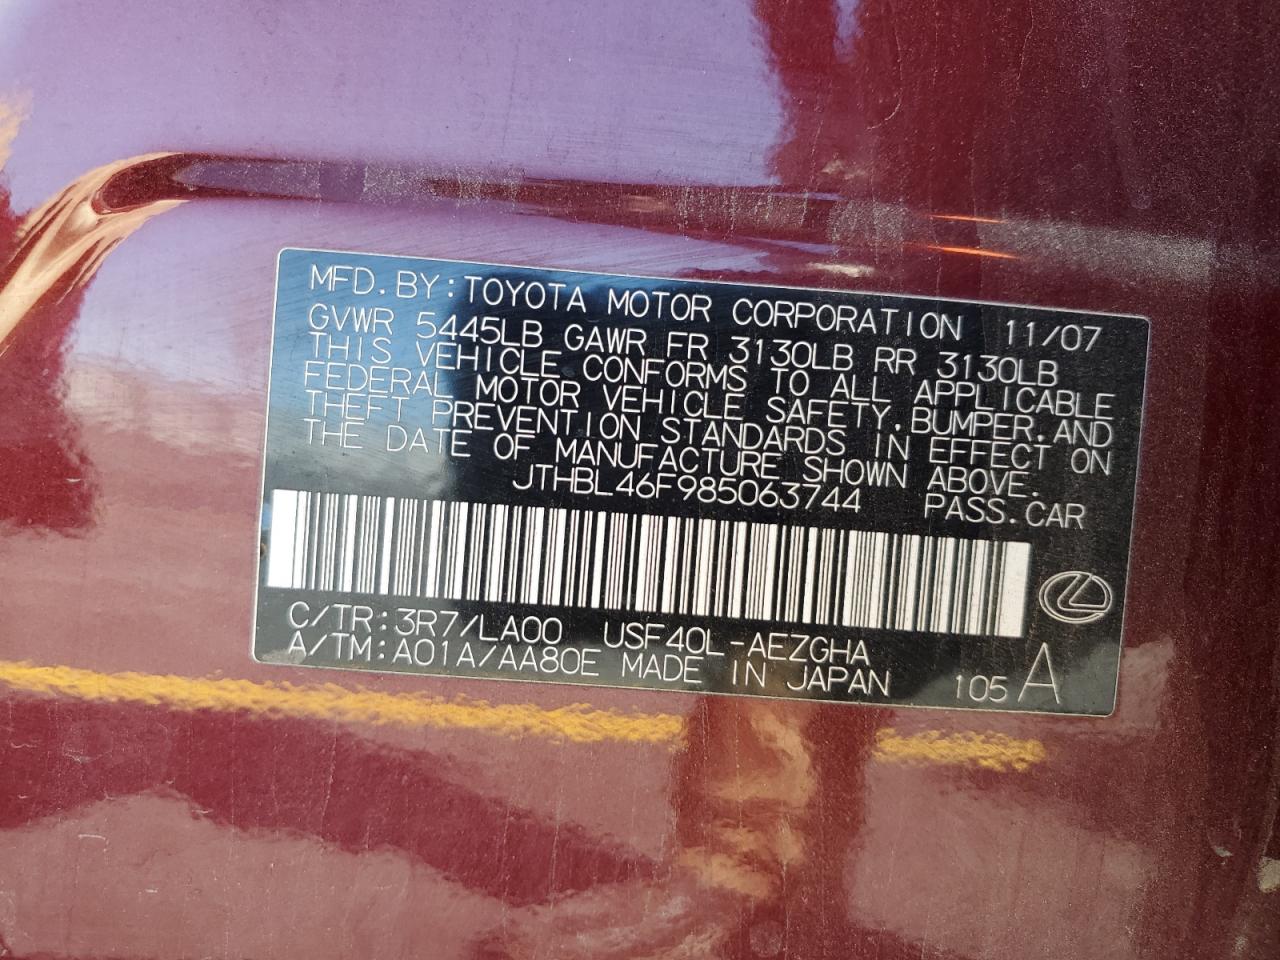 MFD. BY: TOYOTA MOTOR CORPORATION 11/07
GVWR 5445LB GAWR FR 3130LB RR 3130LB
THIS VEHICLE CONFORMS TO ALL APPLICABLE
FEDERAL MOTOR VEHICLE SAFETY, BUMPER, AND
THEFT PREVENTION STANDARDS IN EFFECT ON
THE DATE OF MANUFACTURE SHOWN ABOVE.
JTHBL46F985063744 PASS. CAR
C/TR:3R7/LA00 USF40L-AEZGHA
A/TM:A01A/AA80E MADE IN JAPAN 105 A